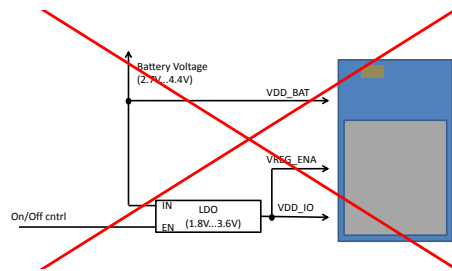 Battery Voltage
(2.7V...4.4V)
VDD_BAT
VREG_ENA
IN
LDO
(1.8V...3.6V)
VDD_IO
On/Off cntrl
EN